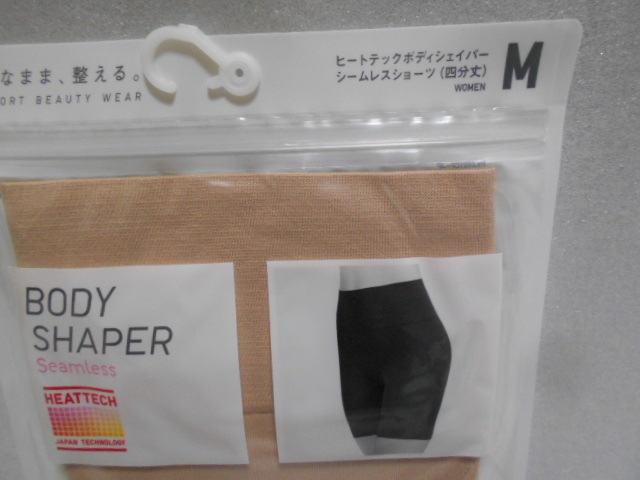 なまま、整える。
ORT BEAUTY WEAR
ヒートテックボディシェイパー
シームレスショーツ（四分丈）
WOMEN
M
BODY
SHAPER
Seamless
HEATTECH
JAPAN TECHNOLOGY